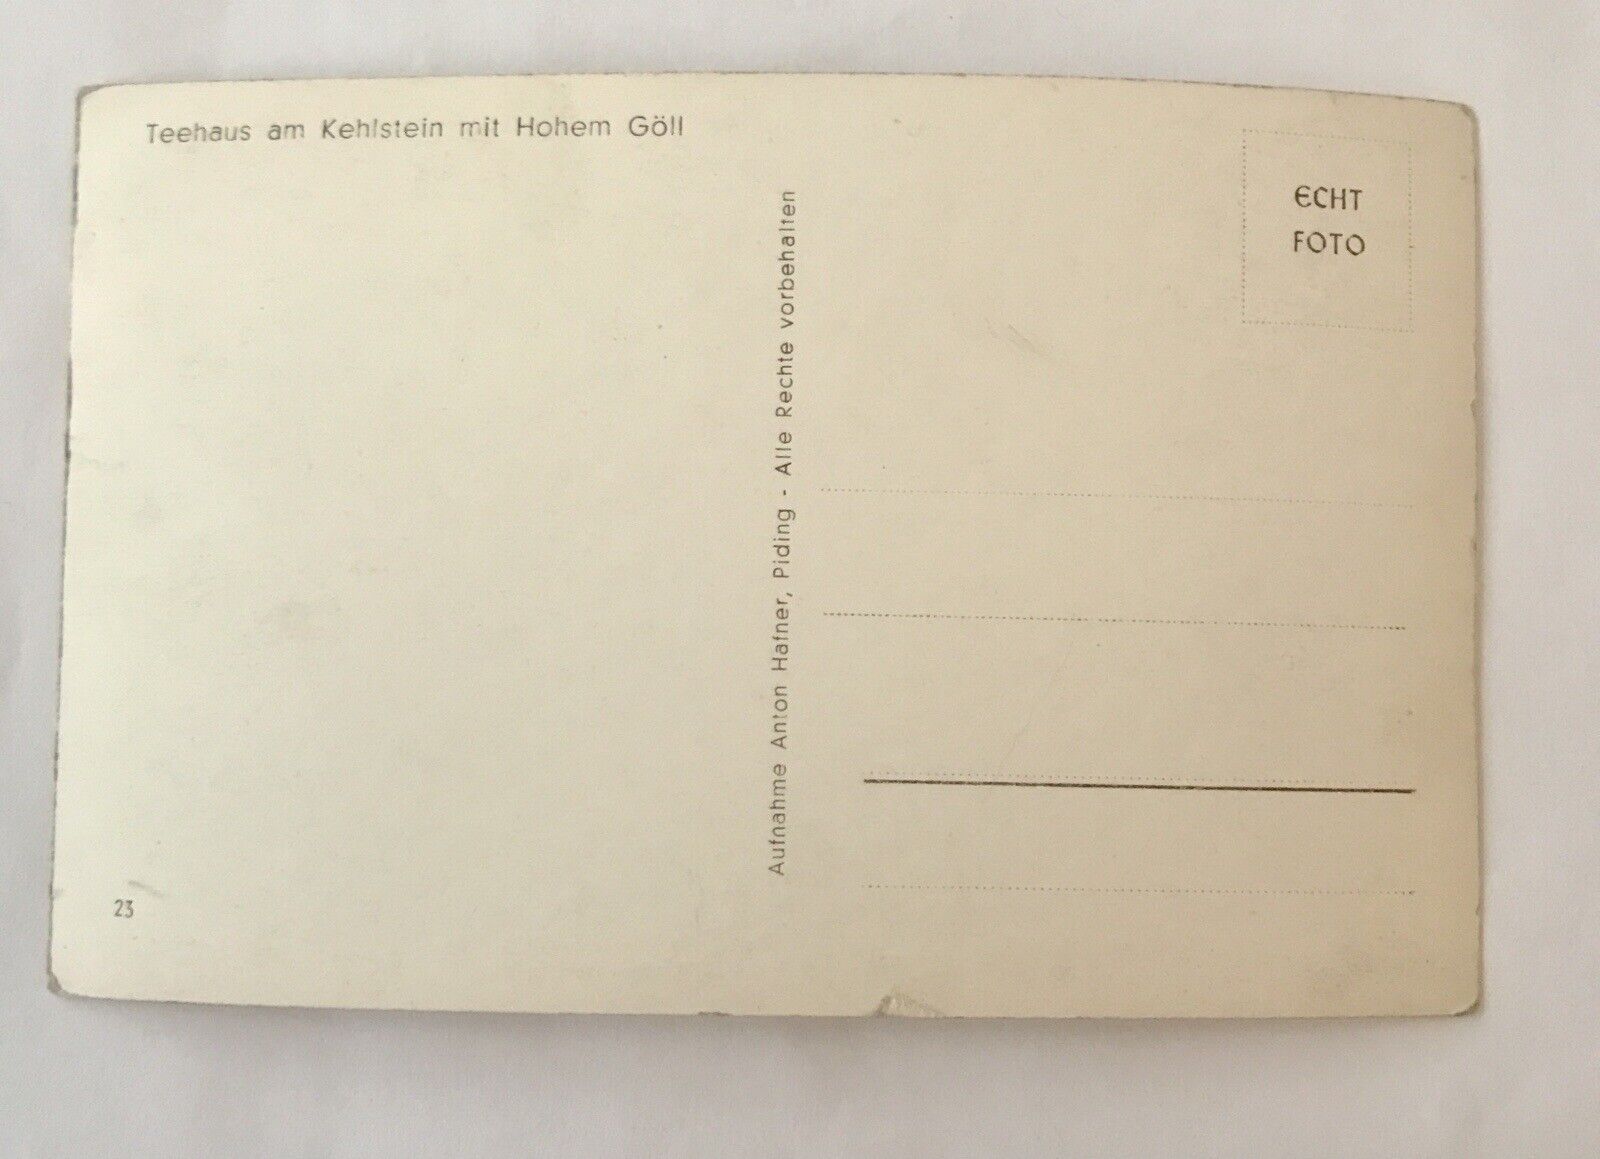 Teehaus am Kehlstein mit Hohem Göll
Aufnahme Anton Hafner, Piding - Alle Rechte vorbehalten
ECHT
FOTO
23